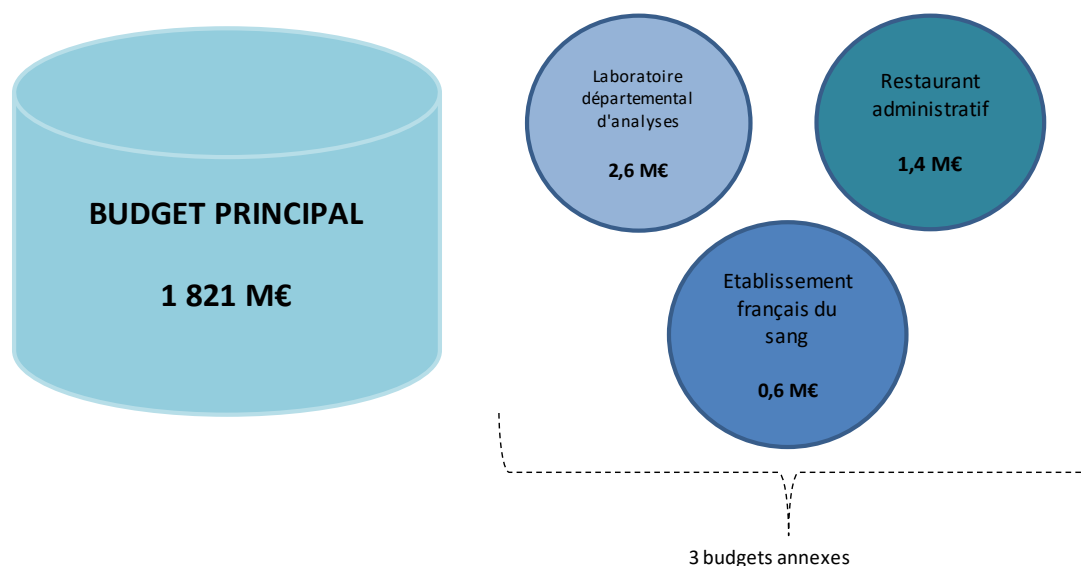 BUDGET PRINCIPAL
1 821 M€
Laboratoire
départemental
d'analyses
2,6 M€
Restaurant
administratif
1,4 M€
Etablissement
français du
sang
0,6 M€
3 budgets annexes